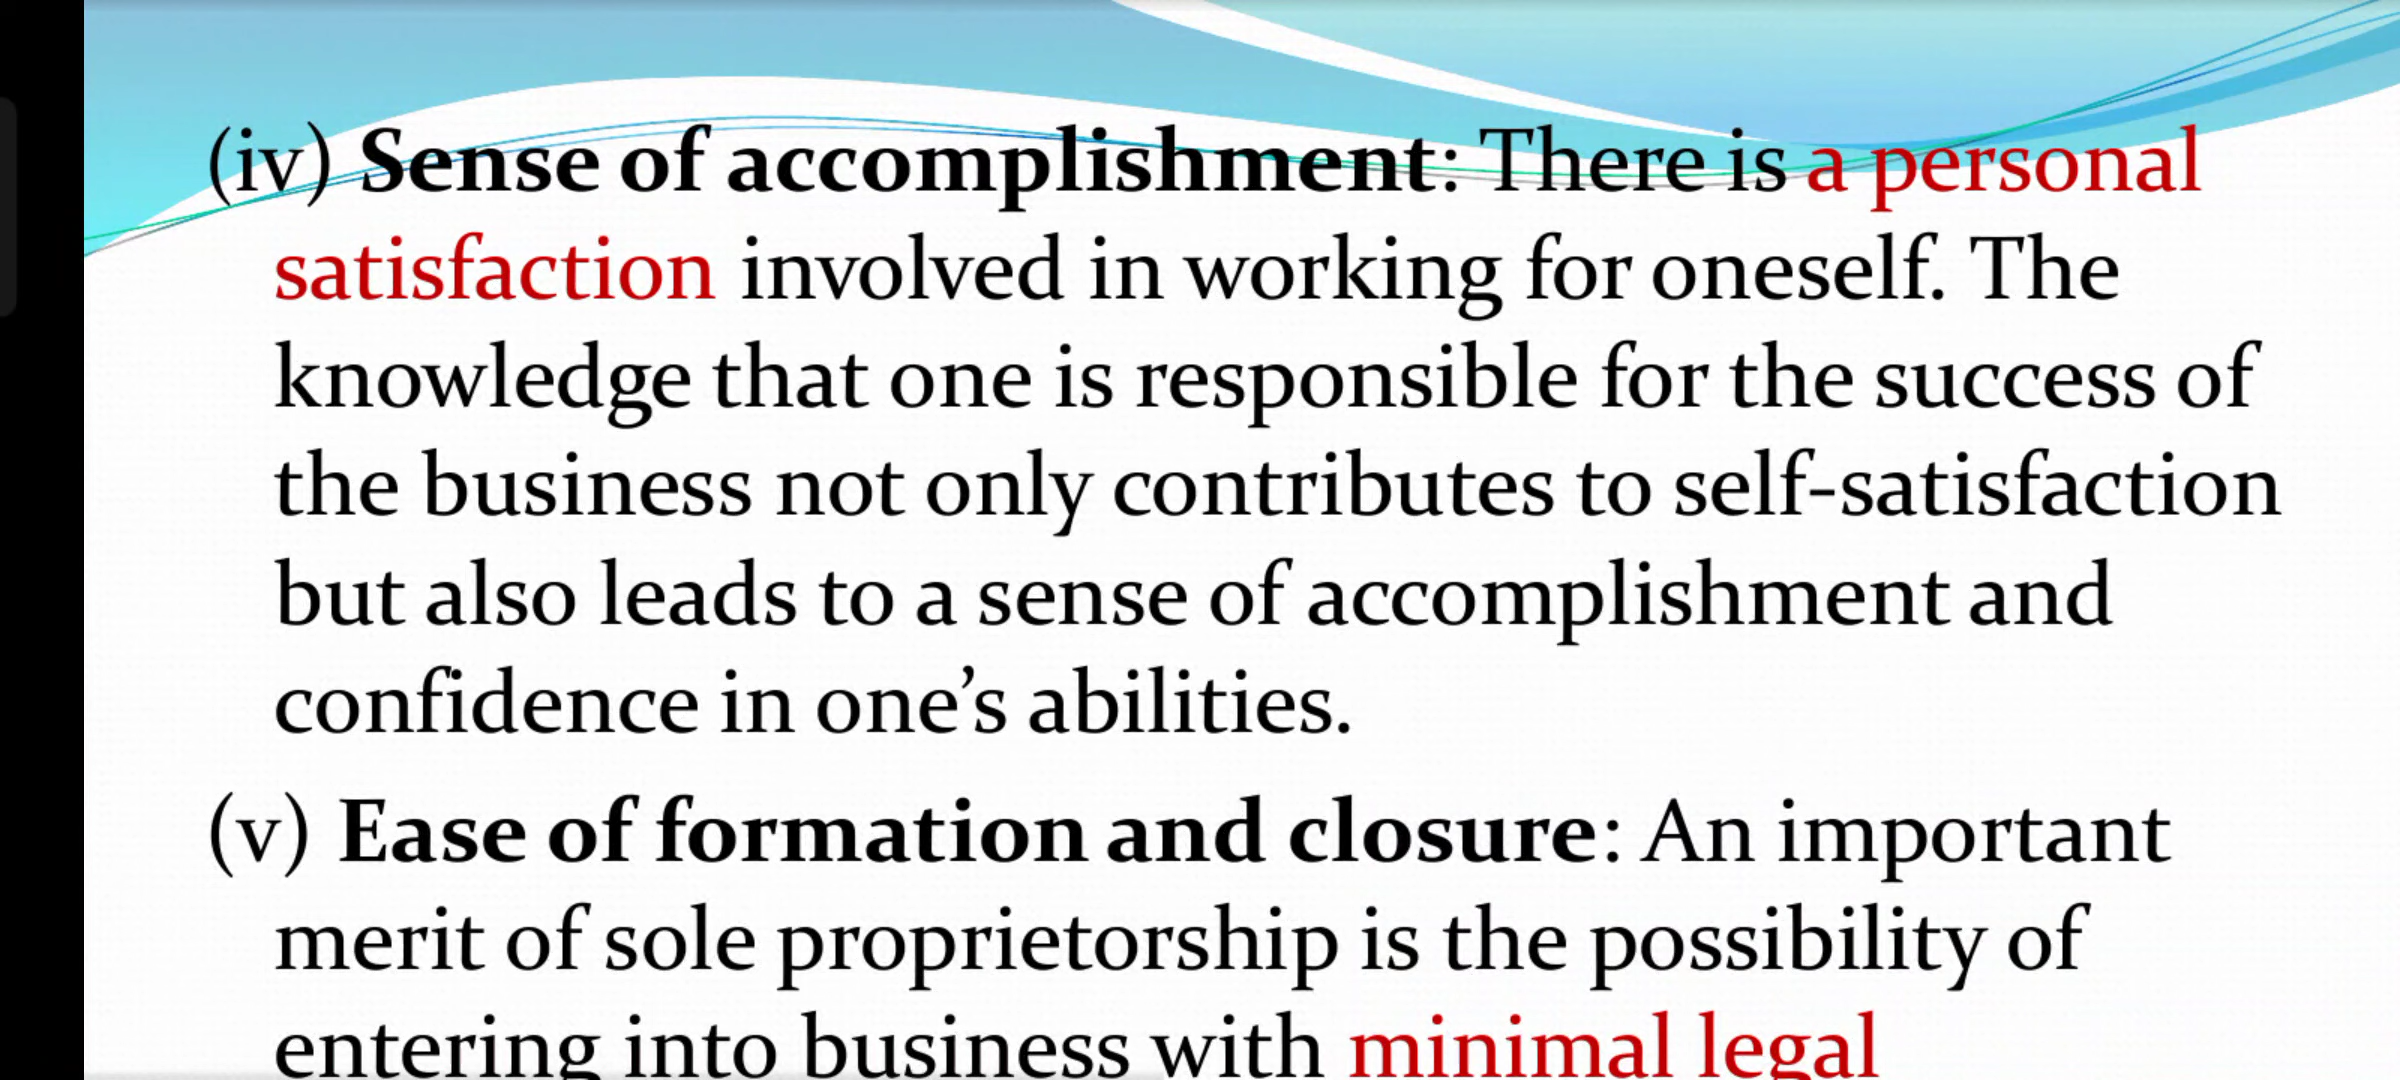 (iv) Sense of accomplishment: There is a personal
satisfaction involved in working for oneself. The
knowledge that one is responsible for the success of
the business not only contributes to self-satisfaction
but also leads to a sense of accomplishment and
confidence in one’s abilities.
(v) Ease of formation and closure: An important
merit of sole proprietorship is the possibility of
entering into business with minimal legal